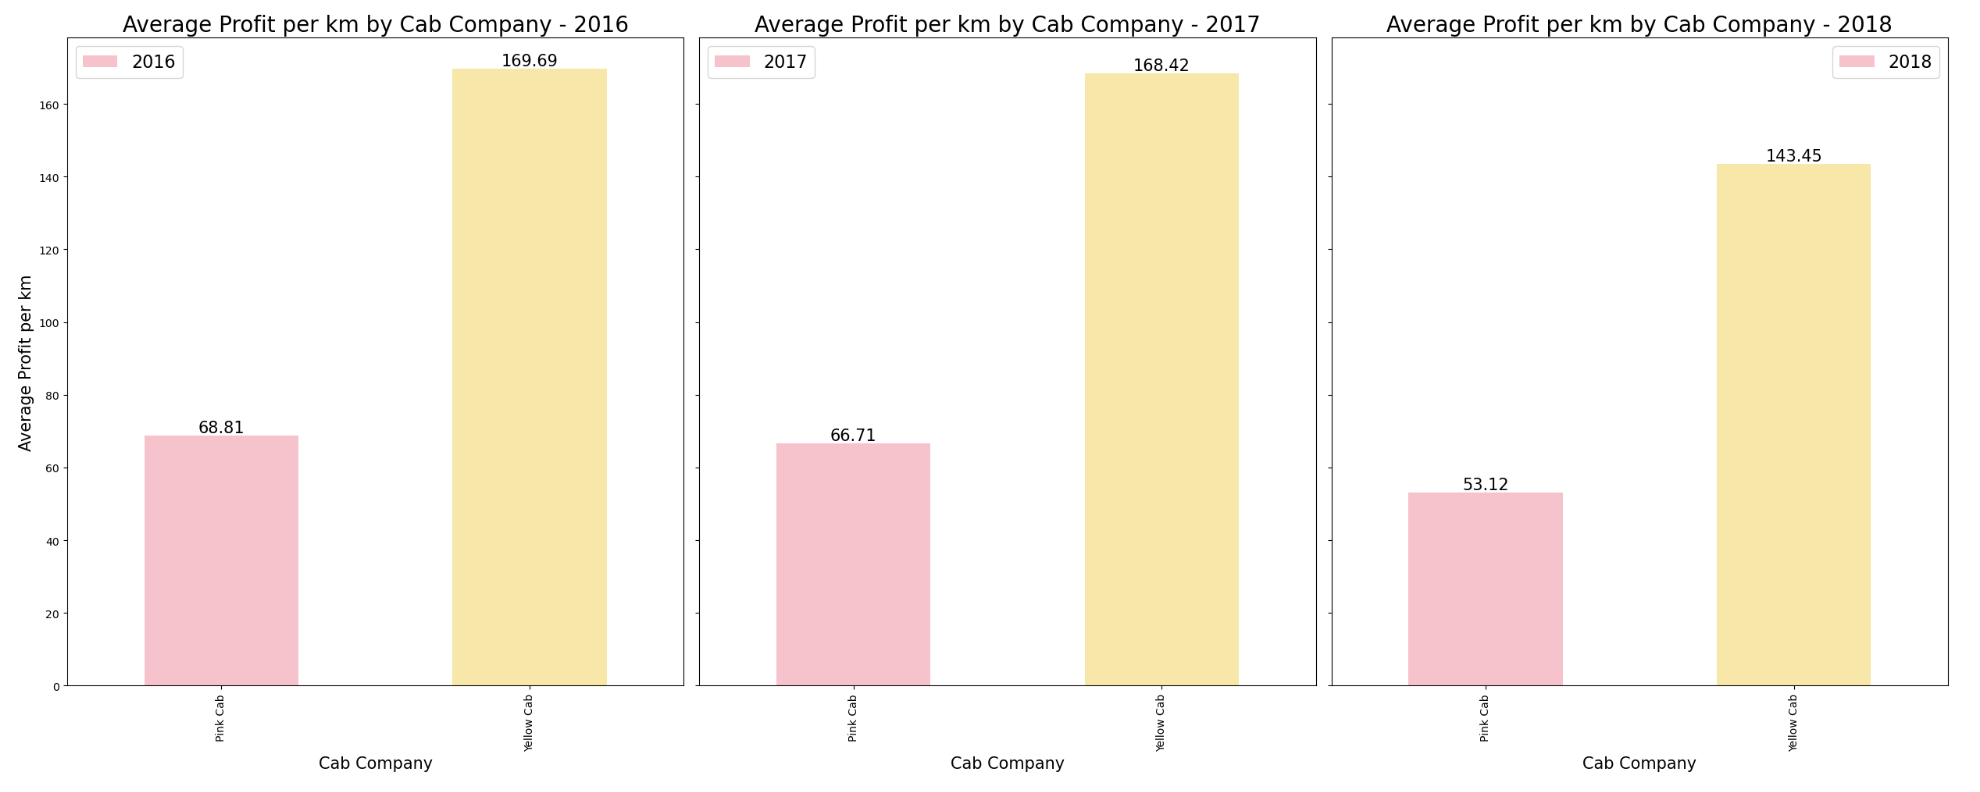 Average Profit per km by Cab Company - 2016
2016
169.69
68.81
160
140
120
100
80
60
40
20
0
Average Profit per km
Pink Cab
Yellow Cab
Cab Company
Average Profit per km by Cab Company - 2017
2017
168.42
66.71
Pink Cab
Yellow Cab
Cab Company
Average Profit per km by Cab Company - 2018
2018
143.45
53.12
Pink Cab
Yellow Cab
Cab Company